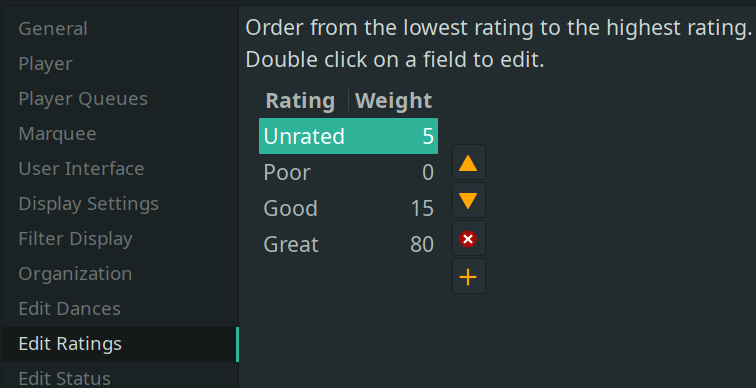 General
Player
Player Queues
Marquee
User Interface
Display Settings
Filter Display
Organization
Edit Dances
Edit Ratings
Edit Status
Order from the lowest rating to the highest rating.
Double click on a field to edit.
Rating Weight
Unrated 5
Poor 0
Good 15
Great 80